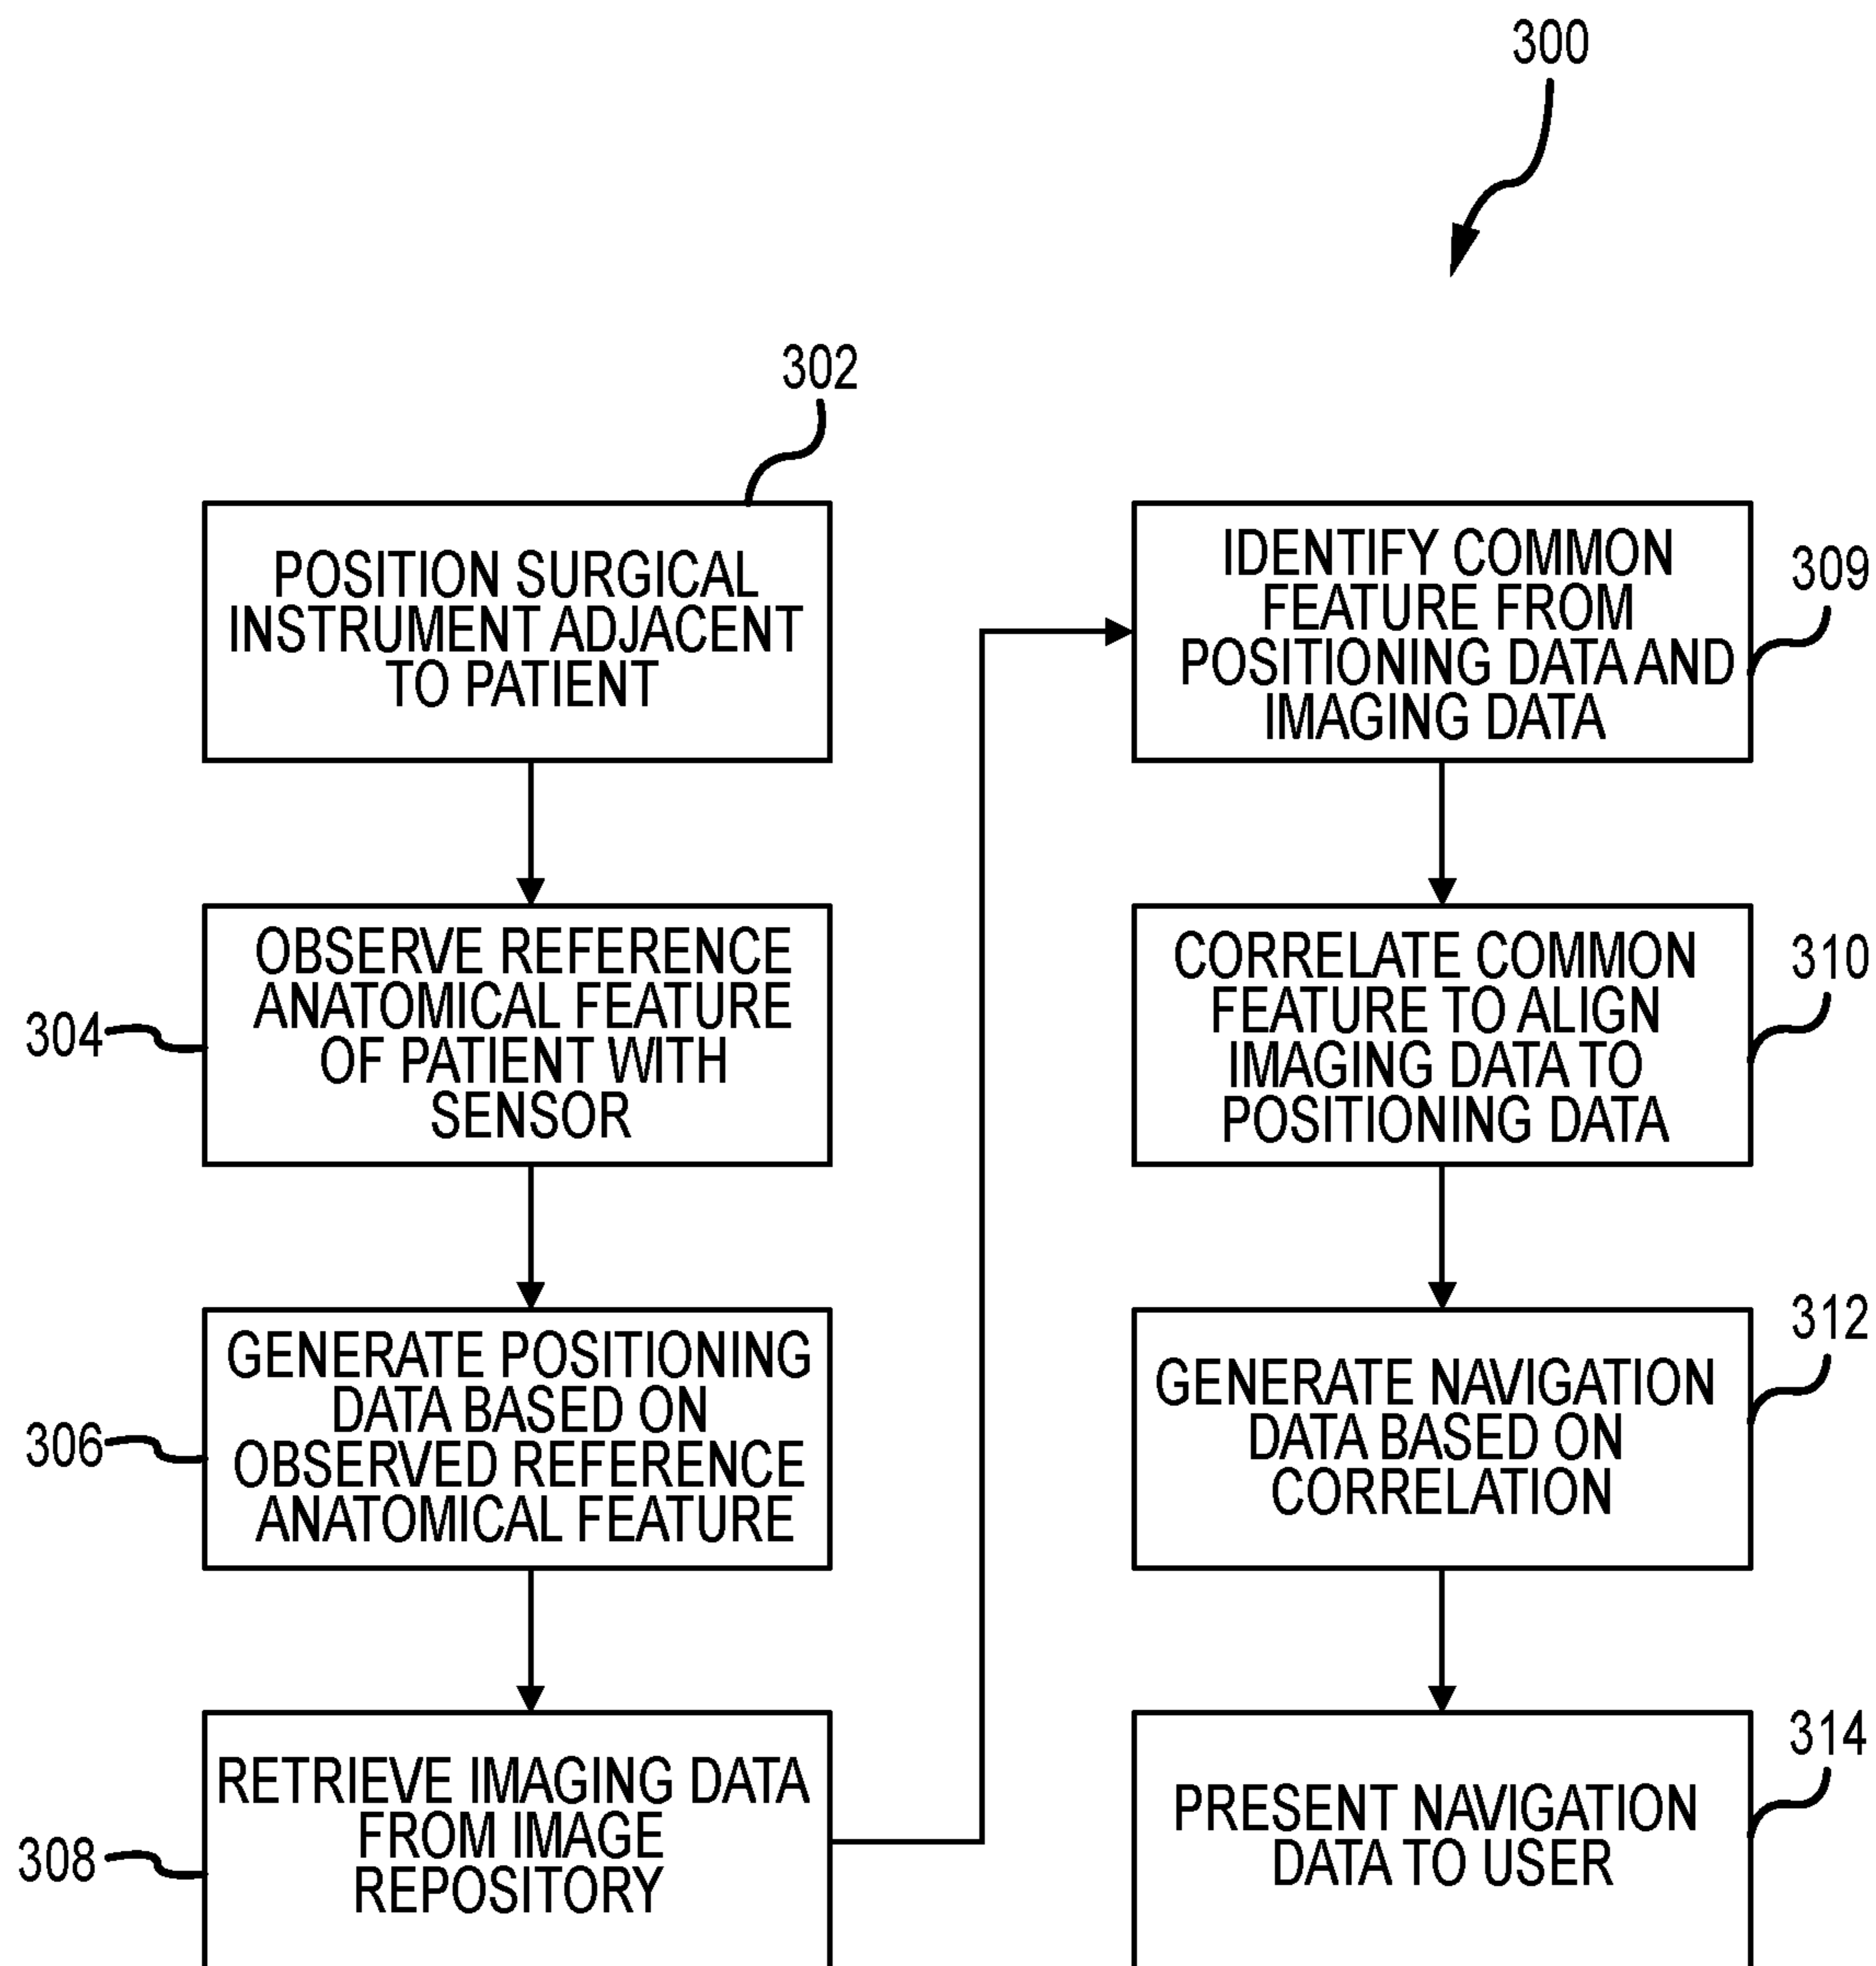 300
302
POSITION SURGICAL
INSTRUMENT ADJACENT
TO PATIENT
304
OBSERVE REFERENCE
ANATOMICAL FEATURE
OF PATIENT WITH
SENSOR
306
GENERATE POSITIONING
DATA BASED ON
OBSERVED REFERENCE
ANATOMICAL FEATURE
308
RETRIEVE IMAGING DATA
FROM IMAGE
REPOSITORY
309
IDENTIFY COMMON
FEATURE FROM
POSITIONING DATA AND
IMAGING DATA
310
CORRELATE COMMON
FEATURE TO ALIGN
IMAGING DATA TO
POSITIONING DATA
312
GENERATE NAVIGATION
DATA BASED ON
CORRELATION
314
PRESENT NAVIGATION
DATA TO USER